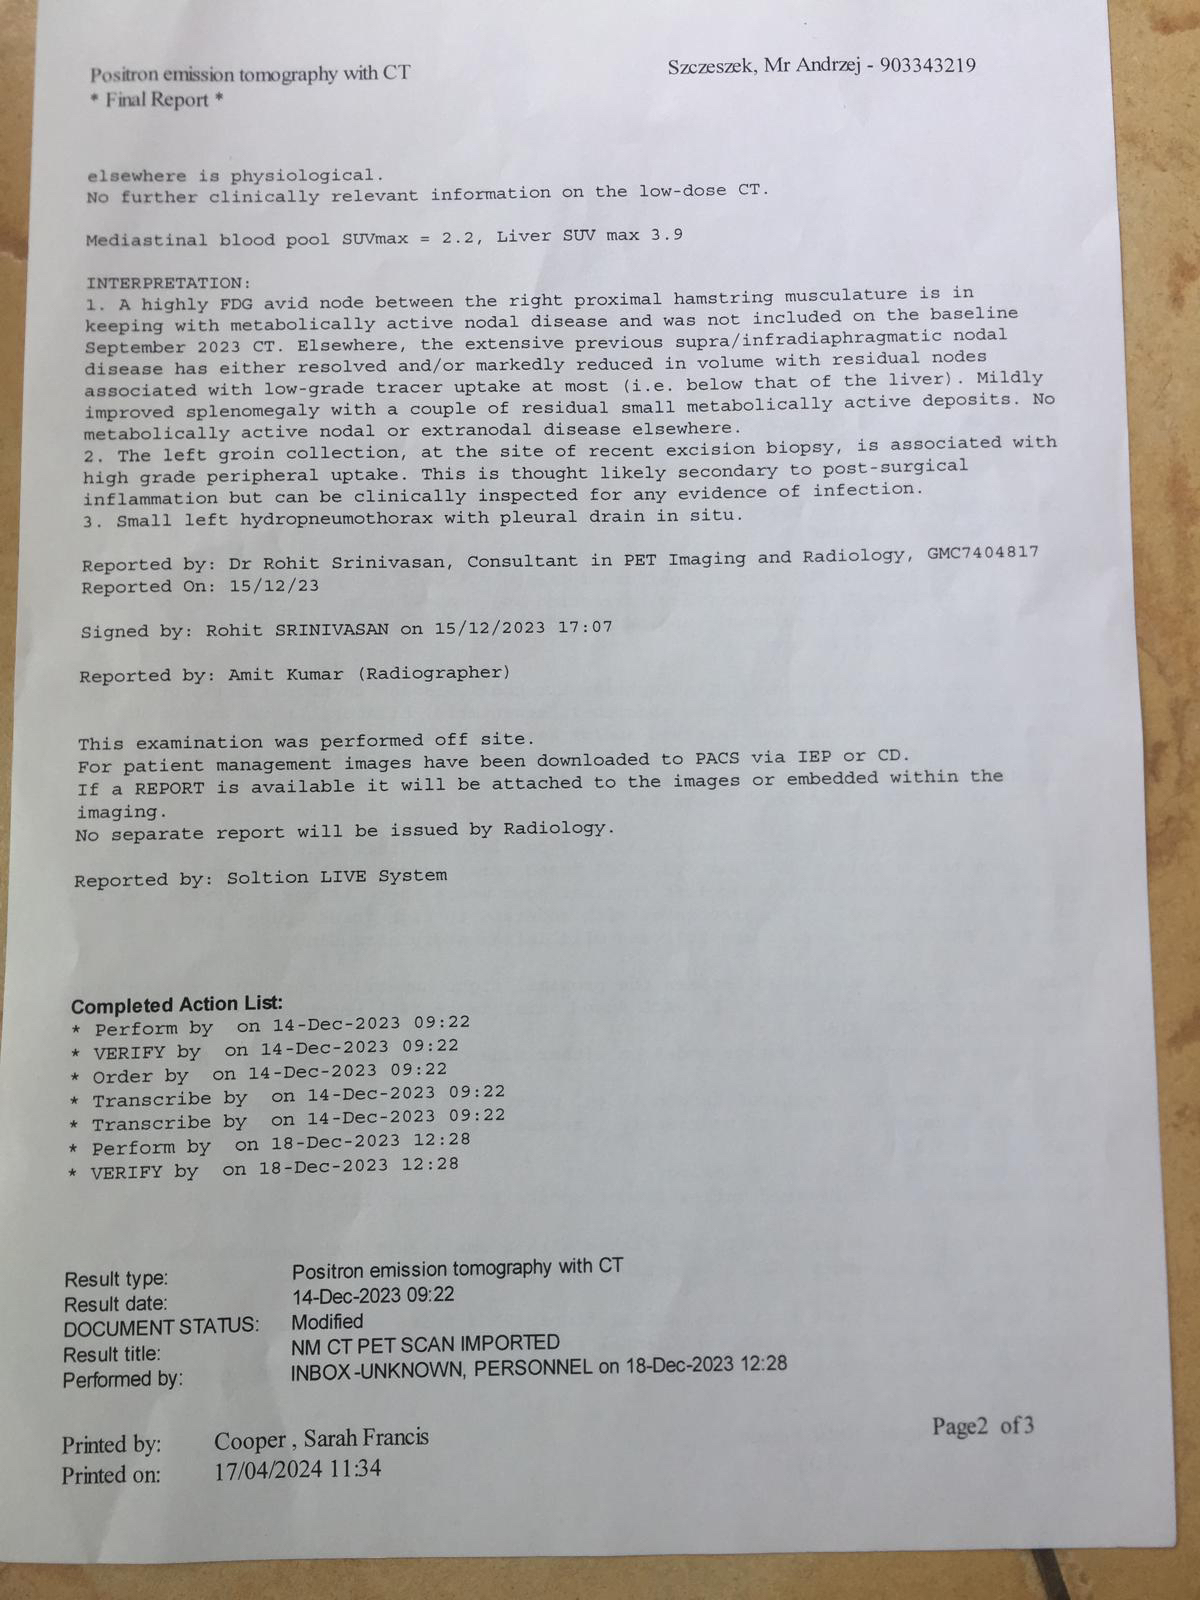 Positron emission tomography with CT
Szczeszek, Mr Andrzej - 903343219
* Final Report *
elsewhere is physiological.
No further clinically relevant information on the low-dose CT.
Mediastinal blood pool SUVmax = 2.2, Liver SUV max 3.9
INTERPRETATION:
1. A highly FDG avid node between the right proximal hamstring musculature is in
keeping with metabolically active nodal disease and was not included on the baseline
September 2023 CT. Elsewhere, the extensive previous supra/infradiaphragmatic nodal
disease has either resolved and/or markedly reduced in volume with residual nodes
associated with low-grade tracer uptake at most (i.e. below that of the liver). Mildly
improved splenomegaly with a couple of residual small metabolically active deposits. No
metabolically active nodal or extranodal disease elsewhere.
2. The left groin collection, at the site of recent excision biopsy, is associated with
high grade peripheral uptake. This is thought likely secondary to post-surgical
inflammation but can be clinically inspected for any evidence of infection.
3. Small left hydropneumothorax with pleural drain in situ.
Reported by: Dr Rohit Srinivasan, Consultant in PET Imaging and Radiology, GMC7404817
Reported On: 15/12/23
Signed by: Rohit SRINIVASAN on 15/12/2023 17:07
Reported by: Amit Kumar (Radiographer)
This examination was performed off site.
For patient management images have been downloaded to PACS via IEP or CD.
If a REPORT is available it will be attached to the images or embedded within the
imaging.
No separate report will be issued by Radiology.
Reported by: Soltion LIVE System
Completed Action List:
* Perform by on 14-Dec-2023 09:22
* VERIFY by on 14-Dec-2023 09:22
* Order by on 14-Dec-2023 09:22
* Transcribe by on 14-Dec-2023 09:22
* Transcribe by on 14-Dec-2023 09:22
* Perform by on 18-Dec-2023 12:28
* VERIFY by on 18-Dec-2023 12:28
Result type: Positron emission tomography with CT
Result date: 14-Dec-2023 09:22
DOCUMENT STATUS: Modified
Result title: NM CT PET SCAN IMPORTED
Performed by: INBOX-UNKNOWN, PERSONNEL on 18-Dec-2023 12:28
Printed by: Cooper , Sarah Francis
Printed on: 17/04/2024 11:34
Page2 of 3